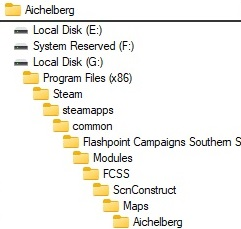 Aichelberg
Local Disk (E:)
System Reserved (F:)
Local Disk (G:)
Program Files (x86)
Steam
steamapps
common
Flashpoint Campaigns Southern S
Modules
FCSS
ScnConstruct
Maps
Aichelberg